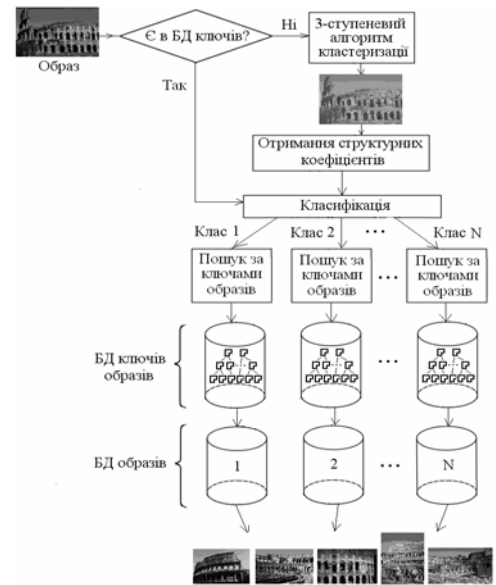 Образ
Є в БД ключів?
Ні
3-ступеневий
алгоритм
кластеризації
Так
Отримання структурних
коефіцієнтів
Класифікація
Клас 1
Клас 2
...
Клас N
Пошук за
ключами
образів
Пошук за
ключами
образів
...
Пошук за
ключами
образів
БД ключів
образів
...
БД образів
1
2
...
N